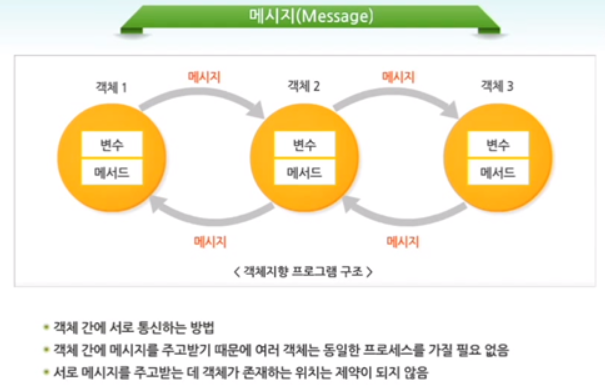 메시지(Message)
객체 1
메시지
객체 2
메시지
객체 3
변수
메서드
변수
메서드
변수
메서드
메시지
메시지
< 객체지향 프로그램 구조 >
객체 간에 서로 통신하는 방법
객체 간에 메시지를 주고받기 때문에 여러 객체는 동일한 프로세스를 가질 필요 없음
서로 메시지를 주고받는 데 객체가 존재하는 위치는 제약이 되지 않음